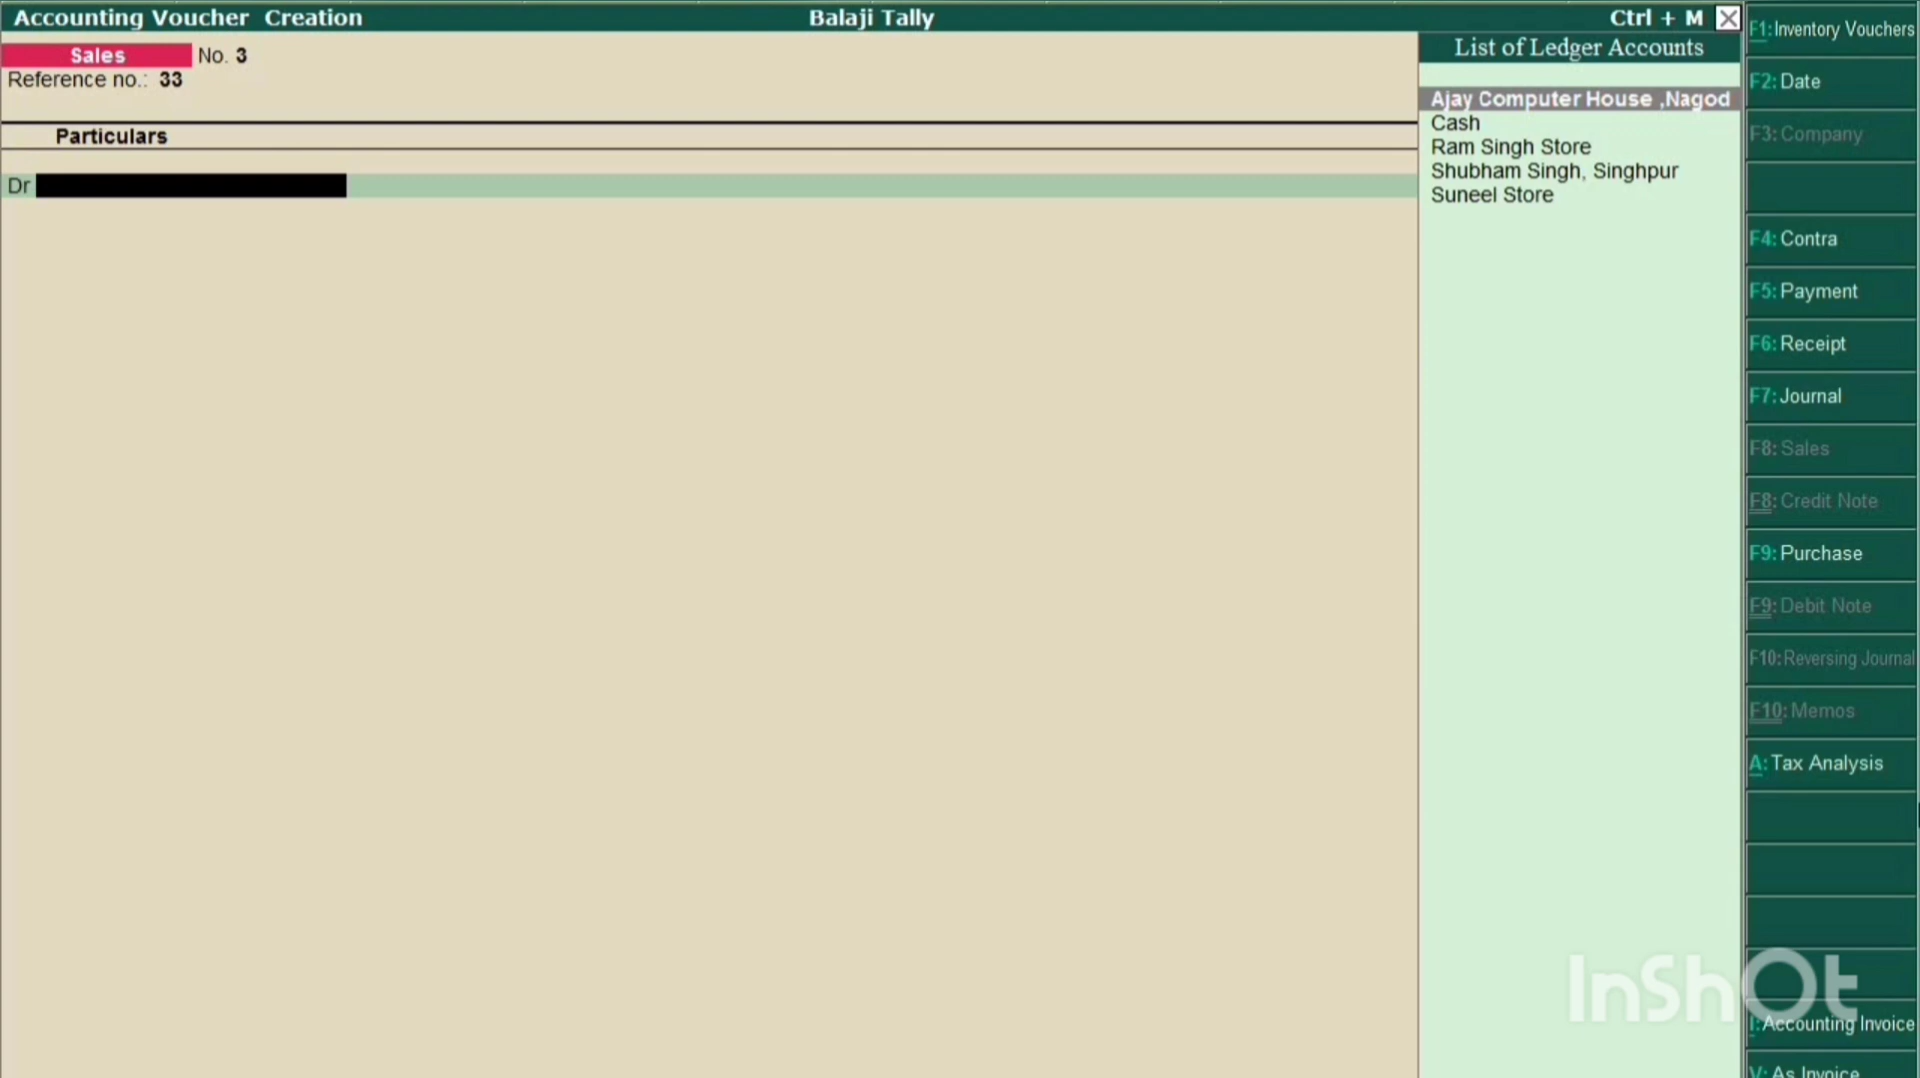 Accounting Voucher Creation Balaji Tally Ctrl + M
Sales No. 3
Reference no.: 33
Particulars
Dr
List of Ledger Accounts
Ajay Computer House ,Nagod
Cash
Ram Singh Store
Shubham Singh, Singhpur
Suneel Store
F1: Inventory Vouchers
F2: Date
F3: Company
F4: Contra
F5: Payment
F6: Receipt
F7: Journal
F8: Sales
F8: Credit Note
F9: Purchase
F9: Debit Note
F10: Reversing Journal
F10: Memos
A: Tax Analysis
I: Accounting Invoice
V: As Invoice
InShOt